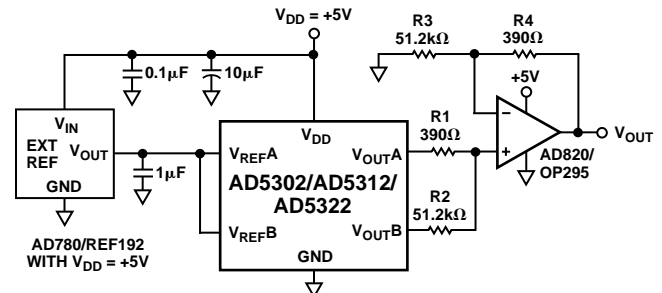 V_DD = +5V
0.1µF
10µF
R3
51.2kΩ
R4
390Ω
+5V
V_IN
EXT
REF
V_OUT
GND
1µF
V_DD
V_REF A
V_OUT A
AD5302/AD5312/
AD5322
V_REF B
V_OUT B
GND
R1
390Ω
R2
51.2kΩ
−
+
V_OUT
AD820/
OP295
AD780/REF192
WITH V_DD = +5V